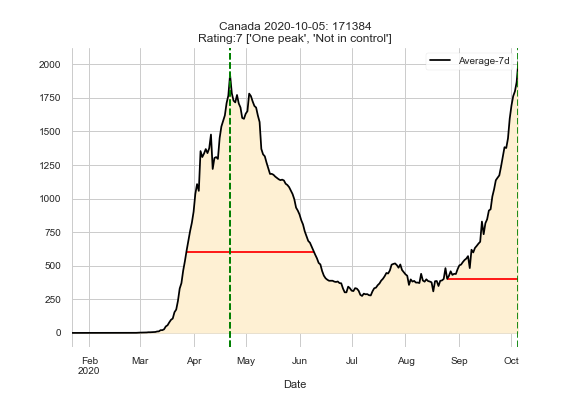 Canada 2020-10-05: 171384
Rating:7 ['One peak', 'Not in control']
Average-7d
2000
1750
1500
1250
1000
750
500
250
0
Feb Mar Apr May Jun Jul Aug Sep Oct
2020
Date